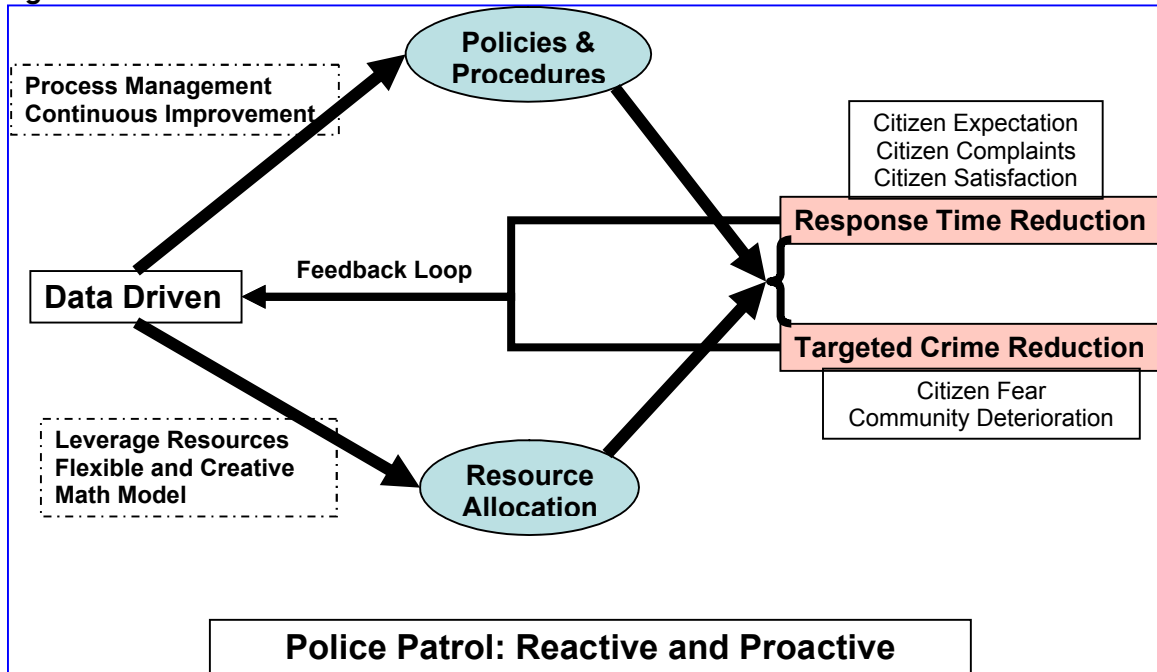 Policies &
Procedures
Process Management
Continuous Improvement
Citizen Expectation
Citizen Complaints
Citizen Satisfaction
Response Time Reduction
Feedback Loop
Data Driven
Targeted Crime Reduction
Citizen Fear
Community Deterioration
Leverage Resources
Flexible and Creative
Math Model
Resource
Allocation
Police Patrol: Reactive and Proactive